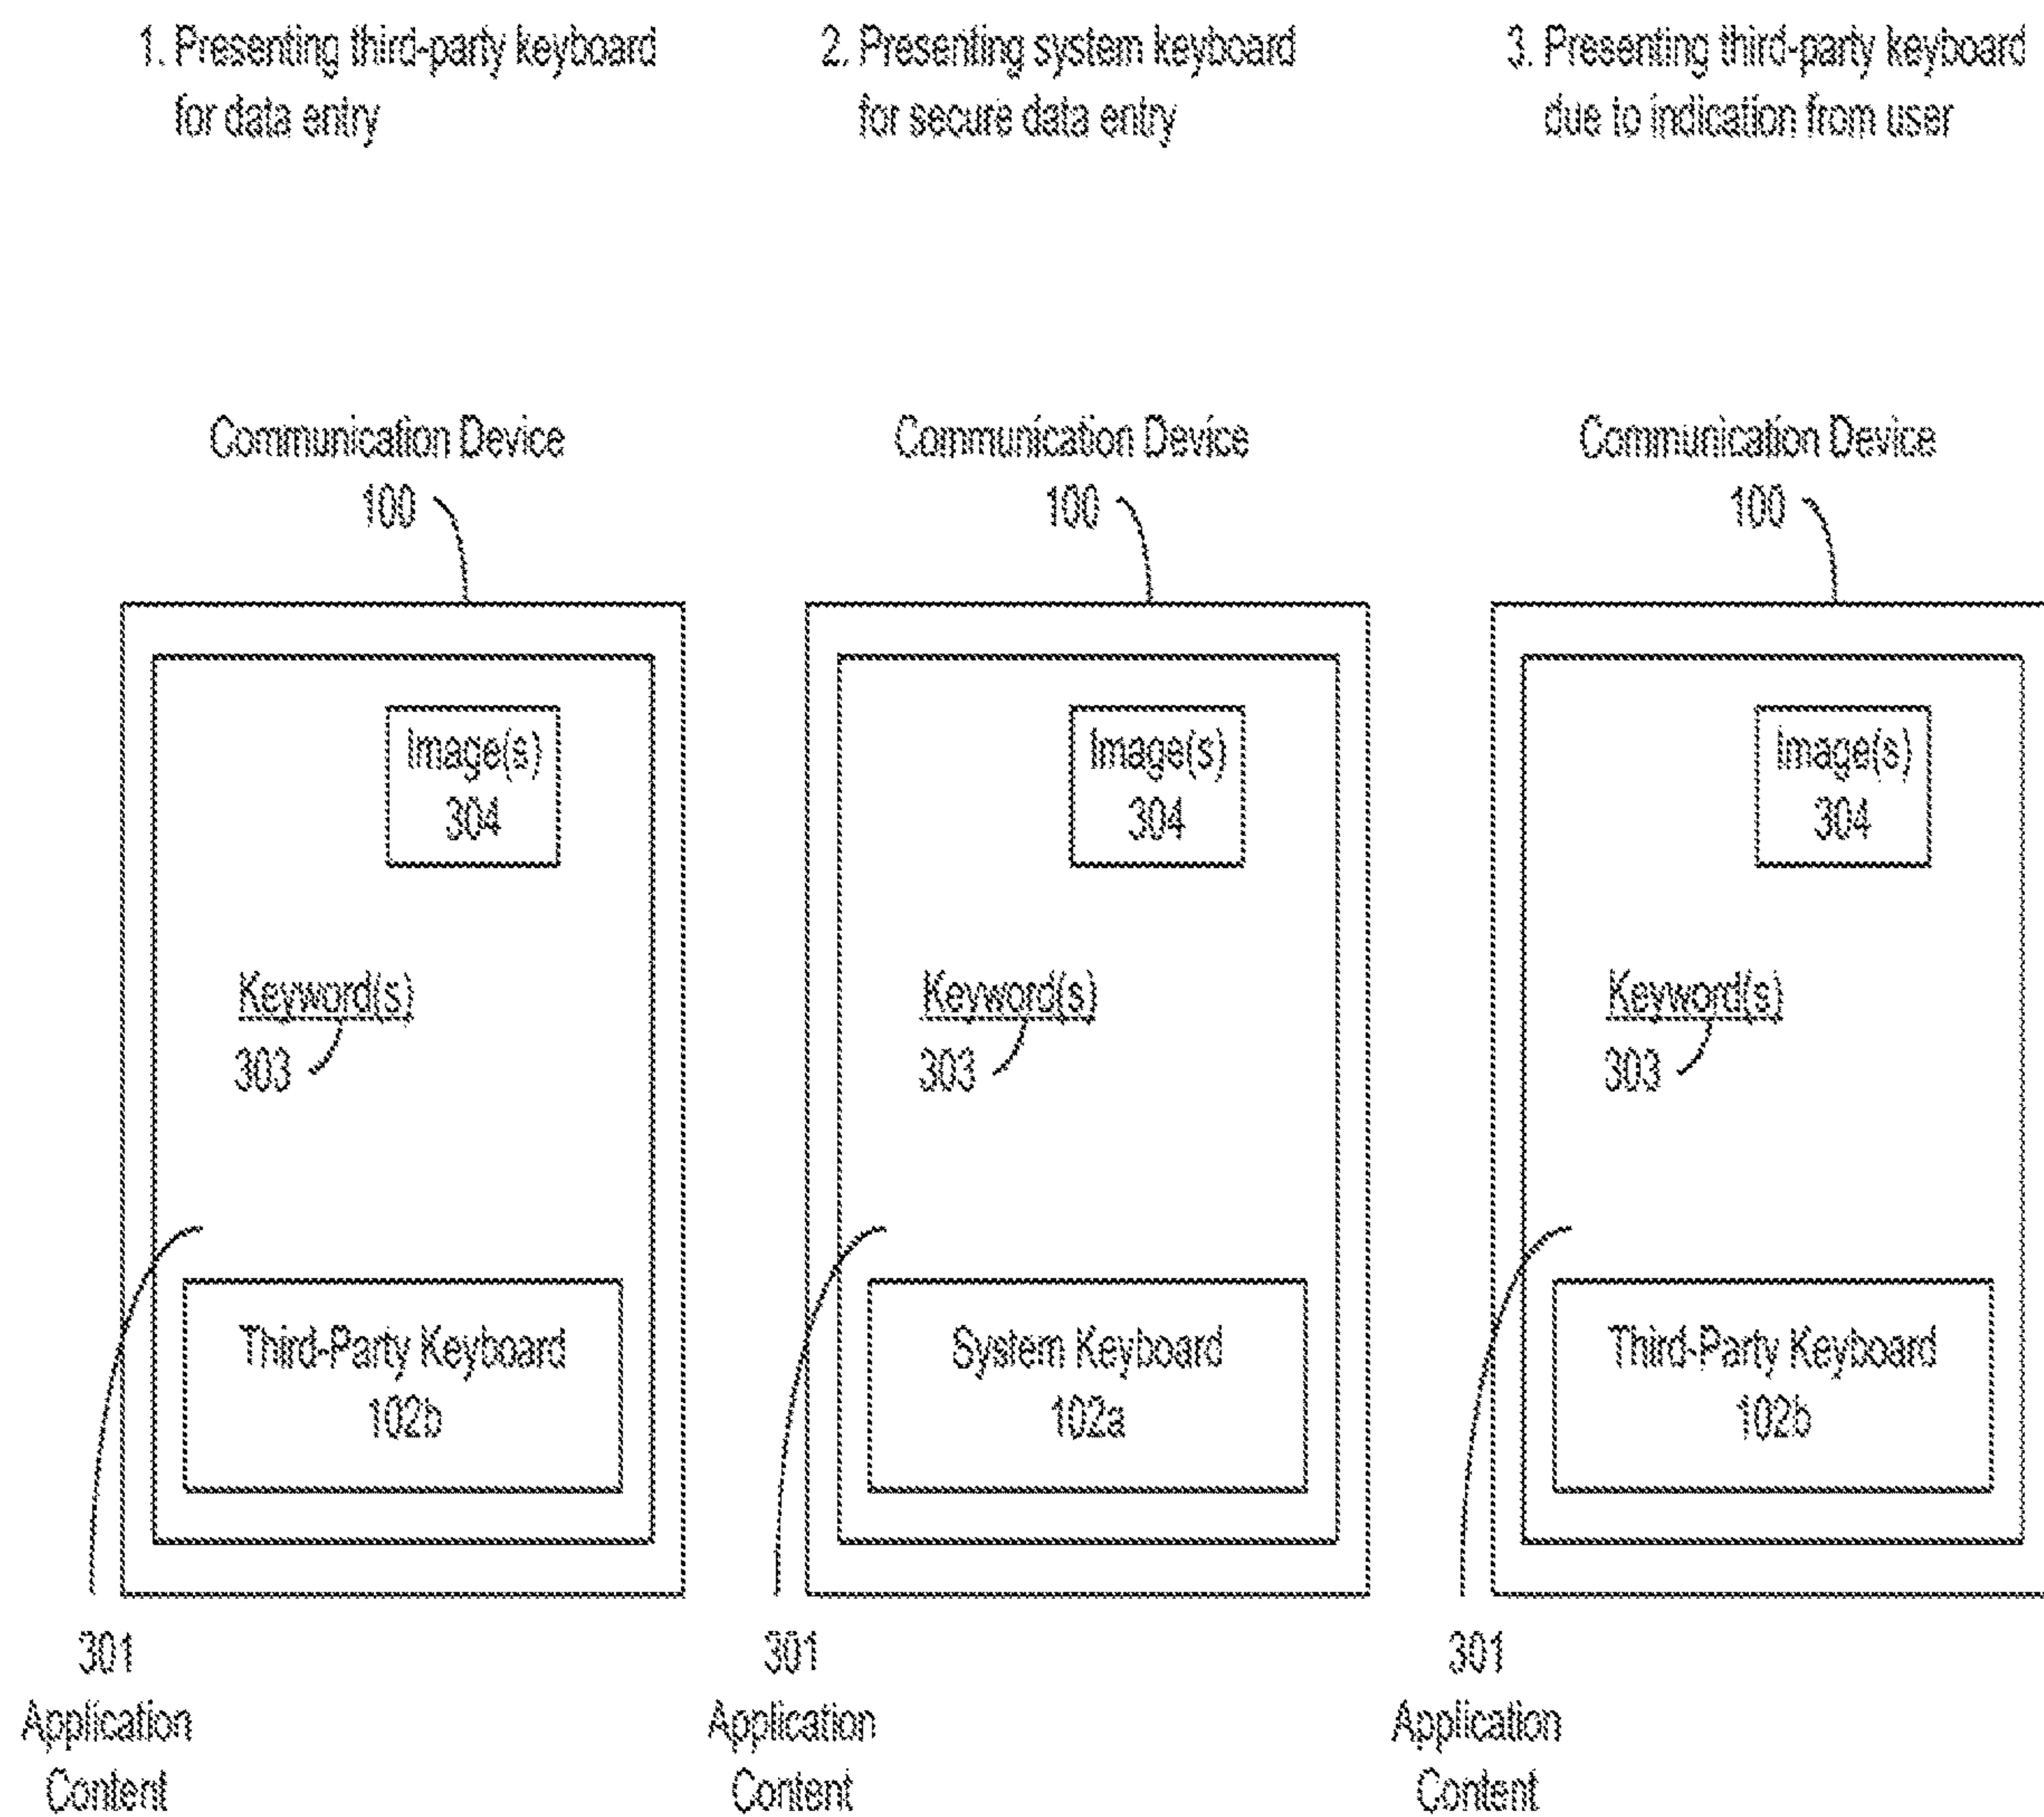 1. Presenting third-party keyboard
for data entry
2. Presenting system keyboard
for secure data entry
3. Presenting third-party keyboard
due to indication from user
Communication Device
100
Communication Device
100
Communication Device
100
Image(s)
304
Image(s)
304
Image(s)
304
Keyword(s)
303
Keyword(s)
303
Keyword(s)
303
Third-Party Keyboard
102b
System Keyboard
102a
Third-Party Keyboard
102b
301
Application
Content
301
Application
Content
301
Application
Content